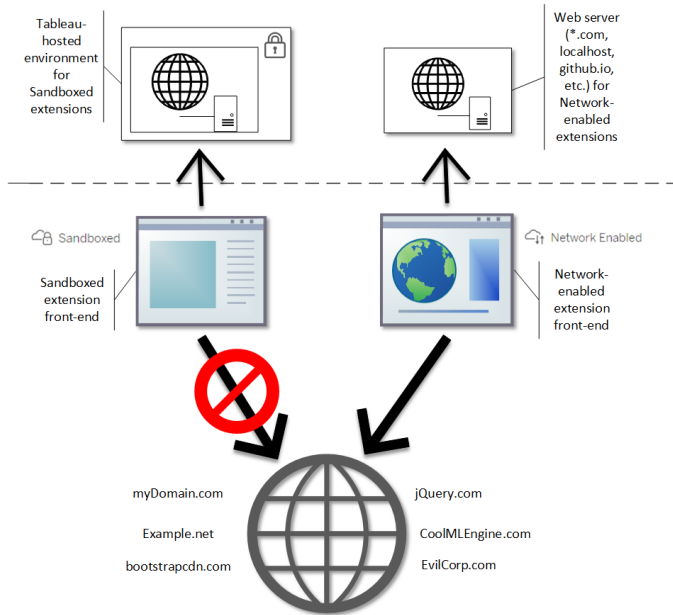 Tableau-
hosted
environment
for
Sandboxed
extensions
Web server
(*.com,
localhost,
github.io,
etc.) for
Network-
enabled
extensions
Sandboxed
Network Enabled
Sandboxed
extension
front-end
Network-
enabled
extension
front-end
myDomain.com
jQuery.com
Example.net
CoolMLEngine.com
bootstrapcdn.com
EvilCorp.com